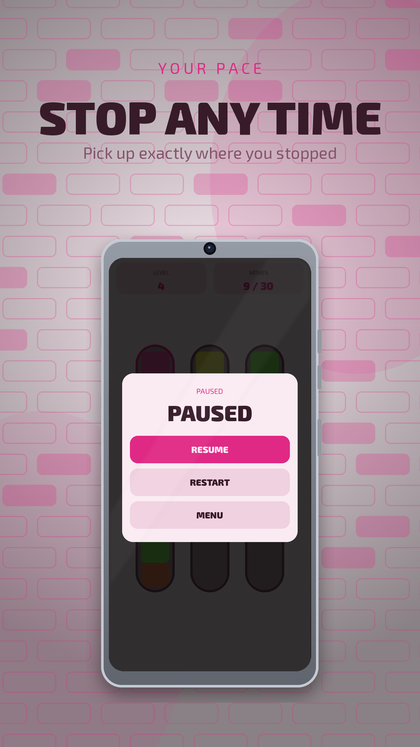 YOUR PACE
STOP ANY TIME
Pick up exactly where you stopped
LEVEL
4
9 / 30
PAUSED
PAUSED
RESUME
RESTART
MENU